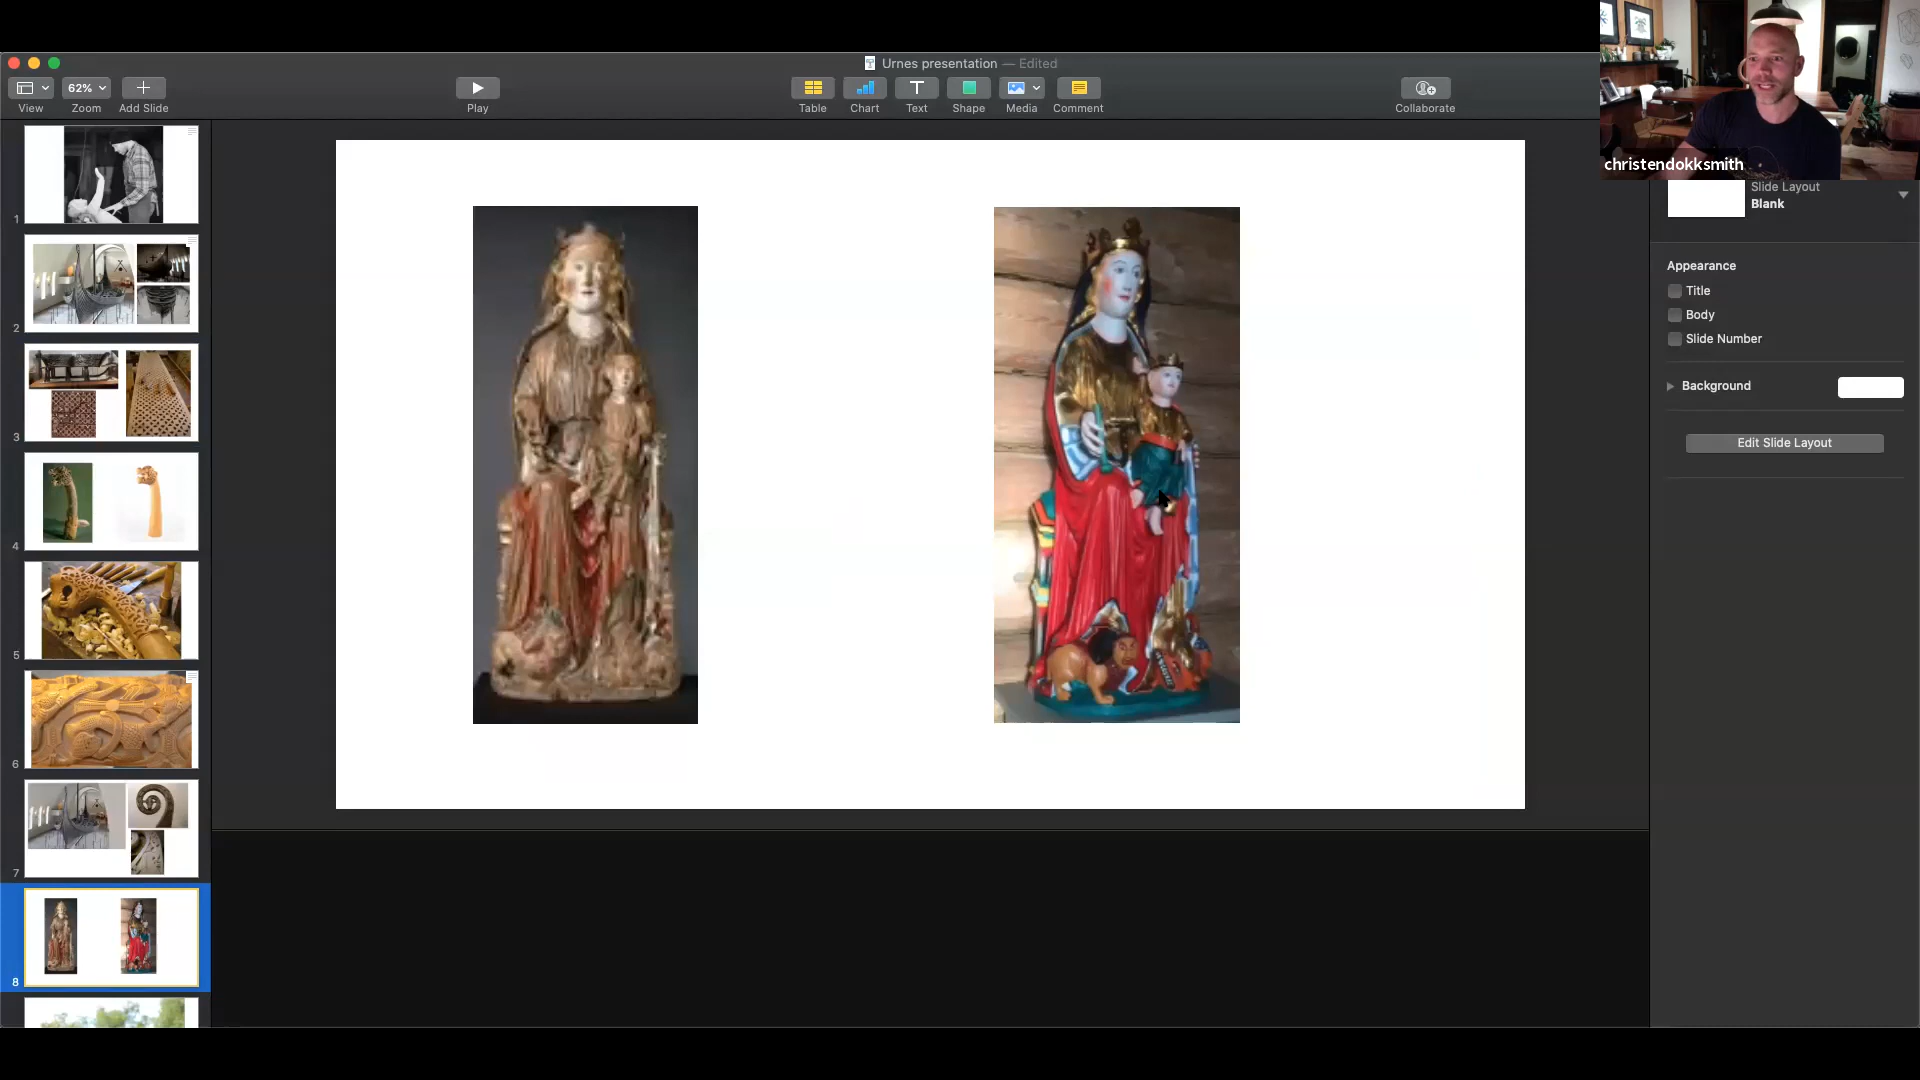 Urnes presentation — Edited
62%
View
Zoom
Add Slide
Play
Table
Chart
Text
Shape
Media
Comment
Collaborate
christendokksmith
Slide Layout
Blank
Appearance
Title
Body
Slide Number
Background
Edit Slide Layout
1
2
3
4
5
6
7
8